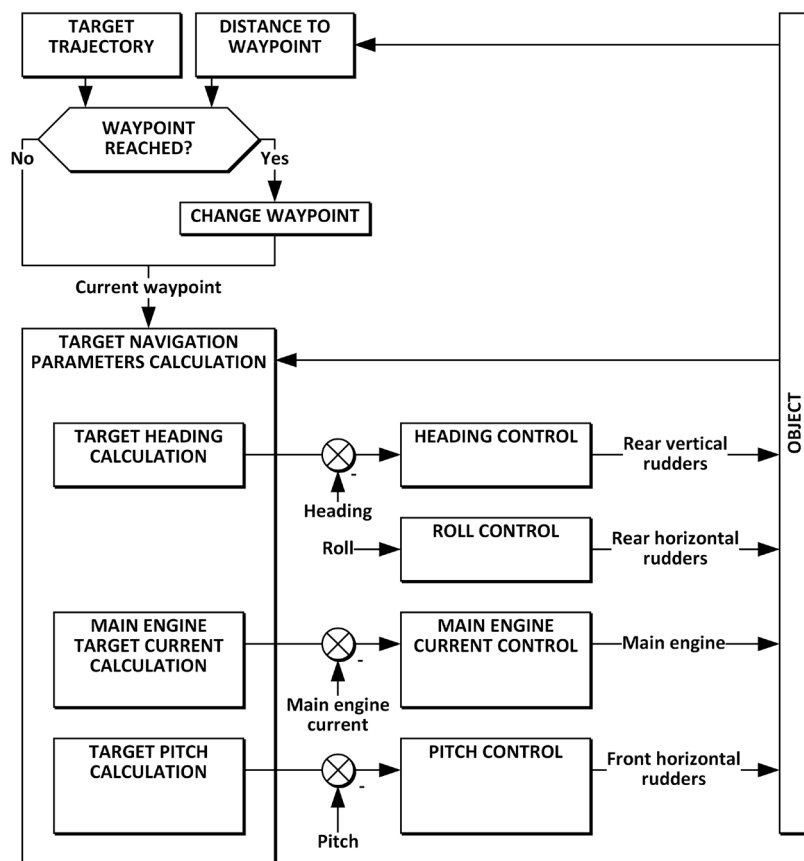 TARGET
TRAJECTORY
DISTANCE TO
WAYPOINT
WAYPOINT
REACHED?
No
Yes
CHANGE WAYPOINT
Current waypoint
TARGET NAVIGATION
PARAMETERS CALCULATION
OBJECT
TARGET HEADING
CALCULATION
-
Heading
HEADING CONTROL
Rear vertical
rudders
Roll
ROLL CONTROL
Rear horizontal
rudders
MAIN ENGINE
TARGET CURRENT
CALCULATION
-
Main engine
current
MAIN ENGINE
CURRENT CONTROL
Main engine
TARGET PITCH
CALCULATION
-
Pitch
PITCH CONTROL
Front horizontal
rudders